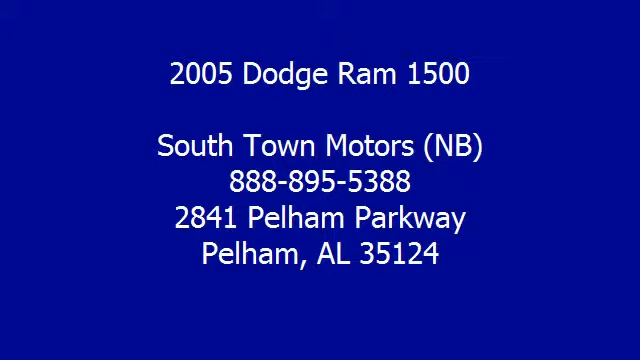 2005 Dodge Ram 1500
South Town Motors (NB)
888-895-5388
2841 Pelham Parkway
Pelham, AL 35124